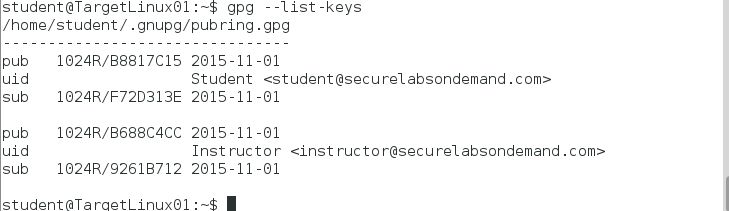 student@TargetLinux01:~$ gpg --list-keys
/home/student/.gnupg/pubring.gpg
--------------------------------
pub   1024R/B8817C15 2015-11-01
uid                  Student <student@securelabsondemand.com>
sub   1024R/F72D313E 2015-11-01

pub   1024R/B688C4CC 2015-11-01
uid                  Instructor <instructor@securelabsondemand.com>
sub   1024R/9261B712 2015-11-01

student@TargetLinux01:~$